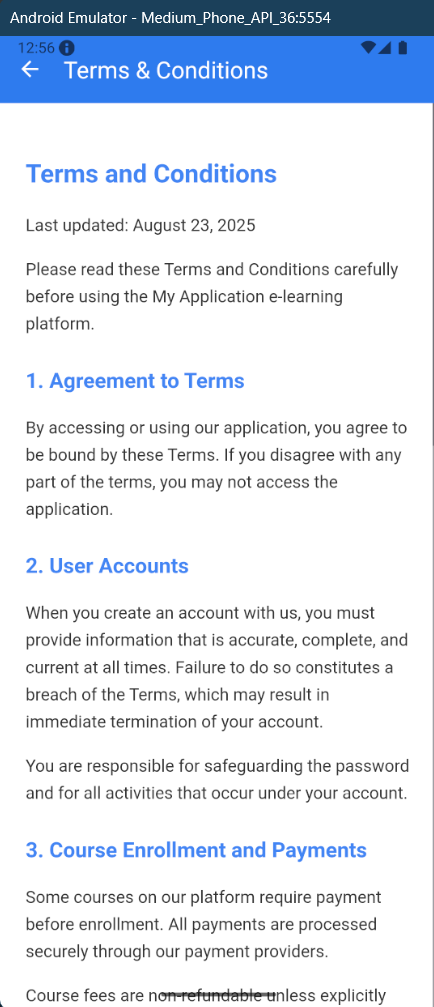 Android Emulator - Medium_Phone_API_36:5554
12:56
Terms & Conditions
Terms and Conditions
Last updated: August 23, 2025
Please read these Terms and Conditions carefully
before using the My Application e-learning
platform.
1. Agreement to Terms
By accessing or using our application, you agree to
be bound by these Terms. If you disagree with any
part of the terms, you may not access the
application.
2. User Accounts
When you create an account with us, you must
provide information that is accurate, complete, and
current at all times. Failure to do so constitutes a
breach of the Terms, which may result in
immediate termination of your account.
You are responsible for safeguarding the password
and for all activities that occur under your account.
3. Course Enrollment and Payments
Some courses on our platform require payment
before enrollment. All payments are processed
securely through our payment providers.
Course fees are non-refundable unless explicitly